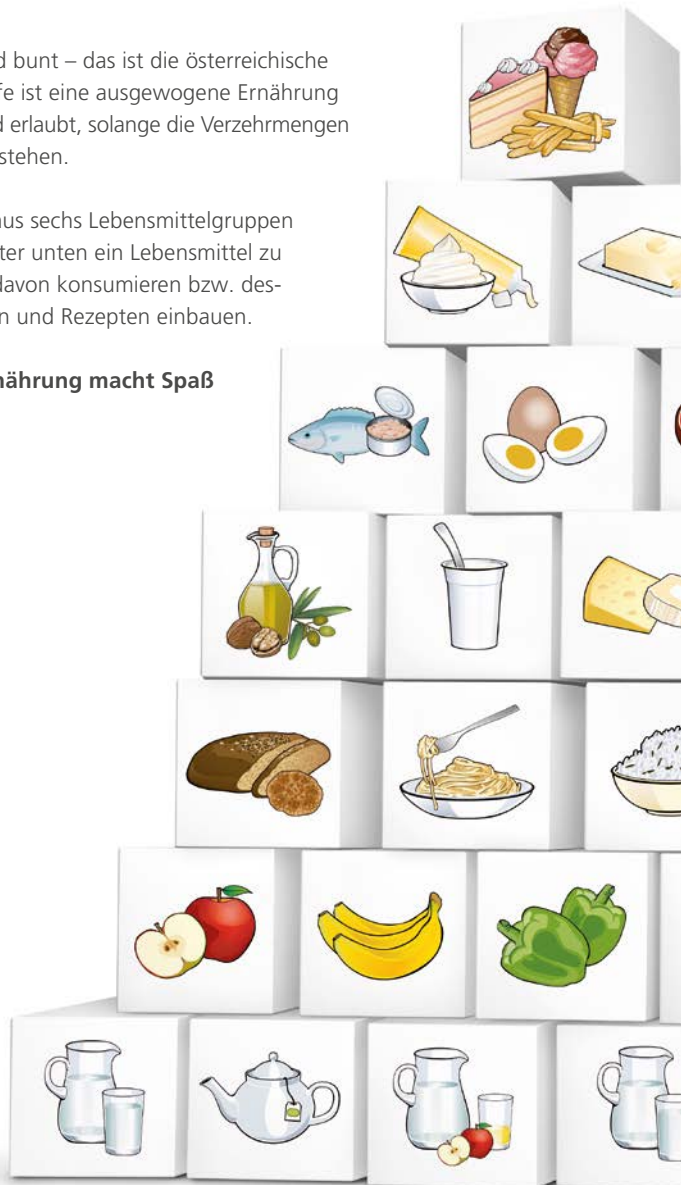 d bunt – das ist die österreichische
fe ist eine ausgewogene Ernährung
d erlaubt, solange die Verzehrmengen
stehen.
us sechs Lebensmittelgruppen
ter unten ein Lebensmittel zu
davon konsumieren bzw. des-
n und Rezepten einbauen.
nährung macht Spaß